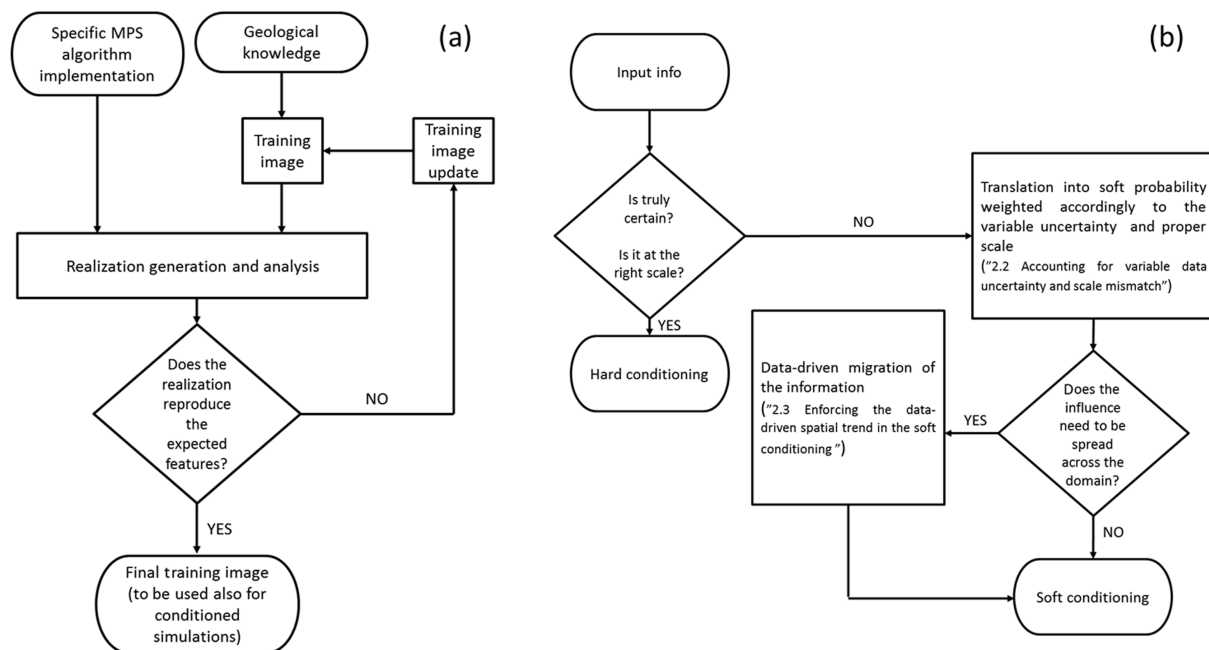 Specific MPS
algorithm
implementation
Geological
knowledge
(a)
Training
image
Training
image
update
Realization generation and analysis
Does the
realization
reproduce
the
expected
features?
NO
YES
Final training image
(to be used also for
conditioned
simulations)
(b)
Input info
Is truly
certain?
Is it at the
right scale?
NO
YES
Hard conditioning
Translation into soft probability
weighted accordingly to the
variable uncertainty and proper
scale
("2.2 Accounting for variable data
uncertainty and scale mismatch")
Does the
influence
need to be
spread
across the
domain?
YES
Data-driven migration of
the information
("2.3 Enforcing the data-
driven spatial trend in the soft
conditioning")
NO
Soft conditioning